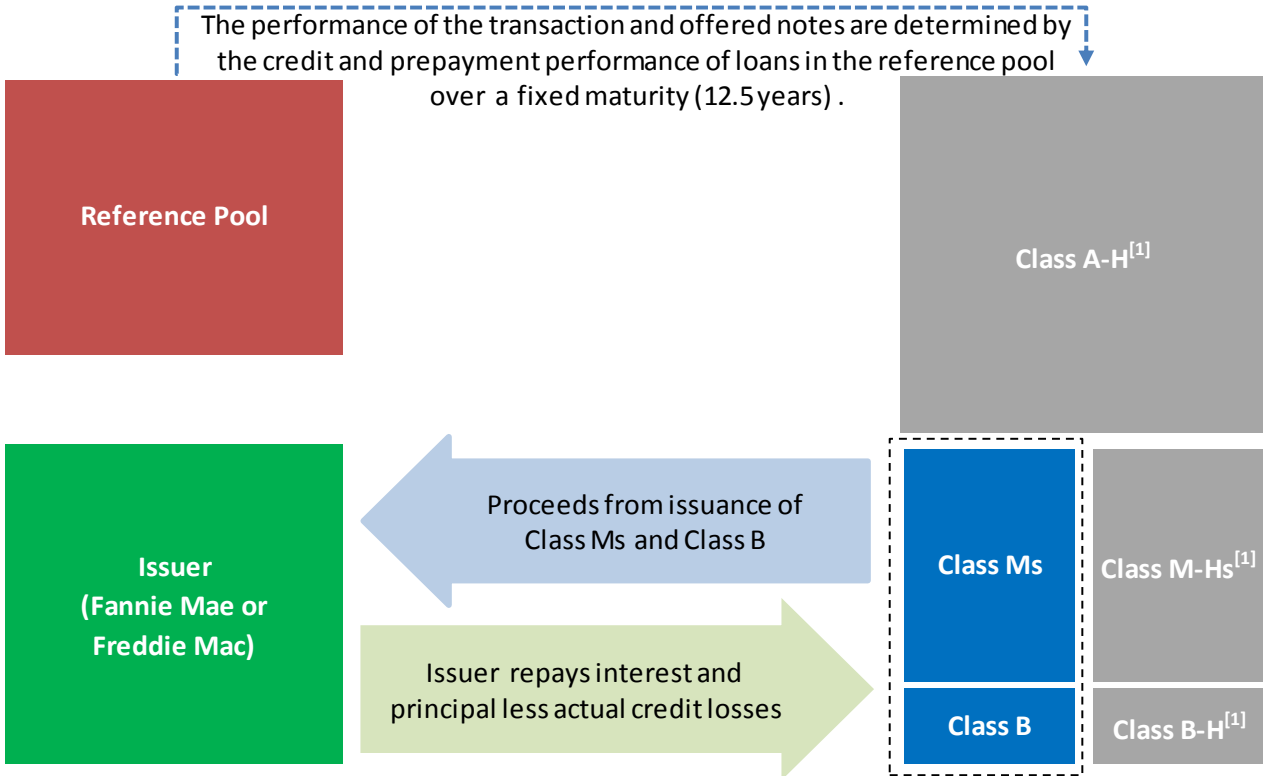 The performance of the transaction and offered notes are determined by
the credit and prepayment performance of loans in the reference pool
over a fixed maturity (12.5 years) .
Reference Pool
Class A-H[1]
Issuer
(Fannie Mae or
Freddie Mac)
Proceeds from issuance of
Class Ms and Class B
Issuer repays interest and
principal less actual credit losses
Class Ms
Class M-Hs[1]
Class B
Class B-H[1]